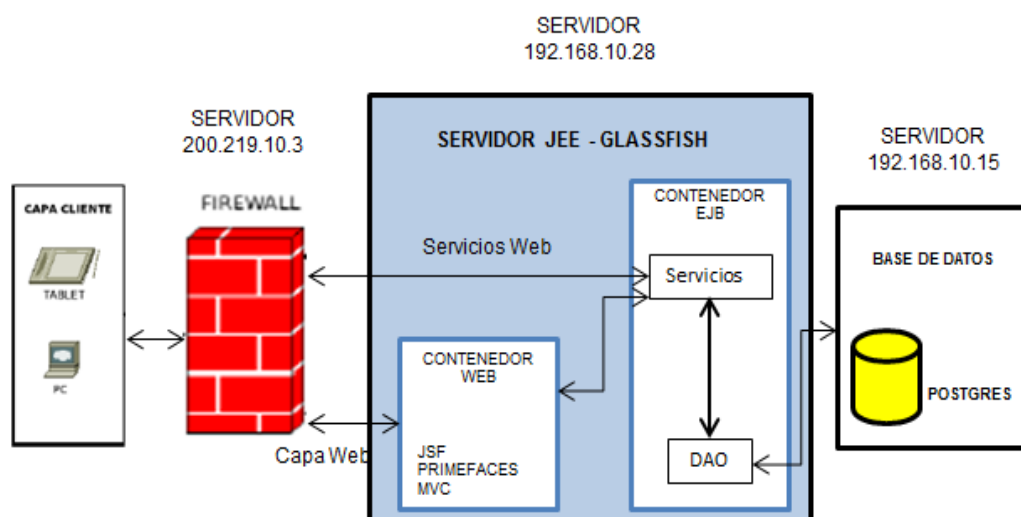 SERVIDOR
192.168.10.28
SERVIDOR
200.219.10.3
SERVIDOR JEE - GLASSFISH
SERVIDOR
192.168.10.15
CAPA CLIENTE
TABLET
PC
FIREWALL
Servicios Web
Capa Web
CONTENEDOR
WEB
JSF
PRIMEFACES
MVC
CONTENEDOR
EJB
Servicios
DAO
BASE DE DATOS
POSTGRES